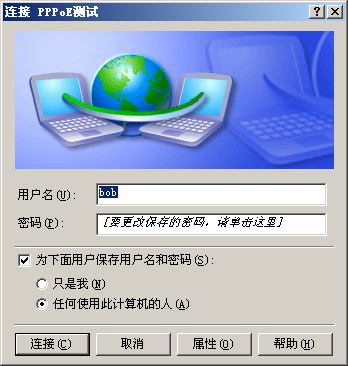 连接 PPPoE测试
用户名(U): bob
密码(P): [要更改保存的密码，请单击这里]
为下面用户保存用户名和密码(S):
只是我(N)
任何使用此计算机的人(A)
连接(C) 取消 属性(O) 帮助(H)